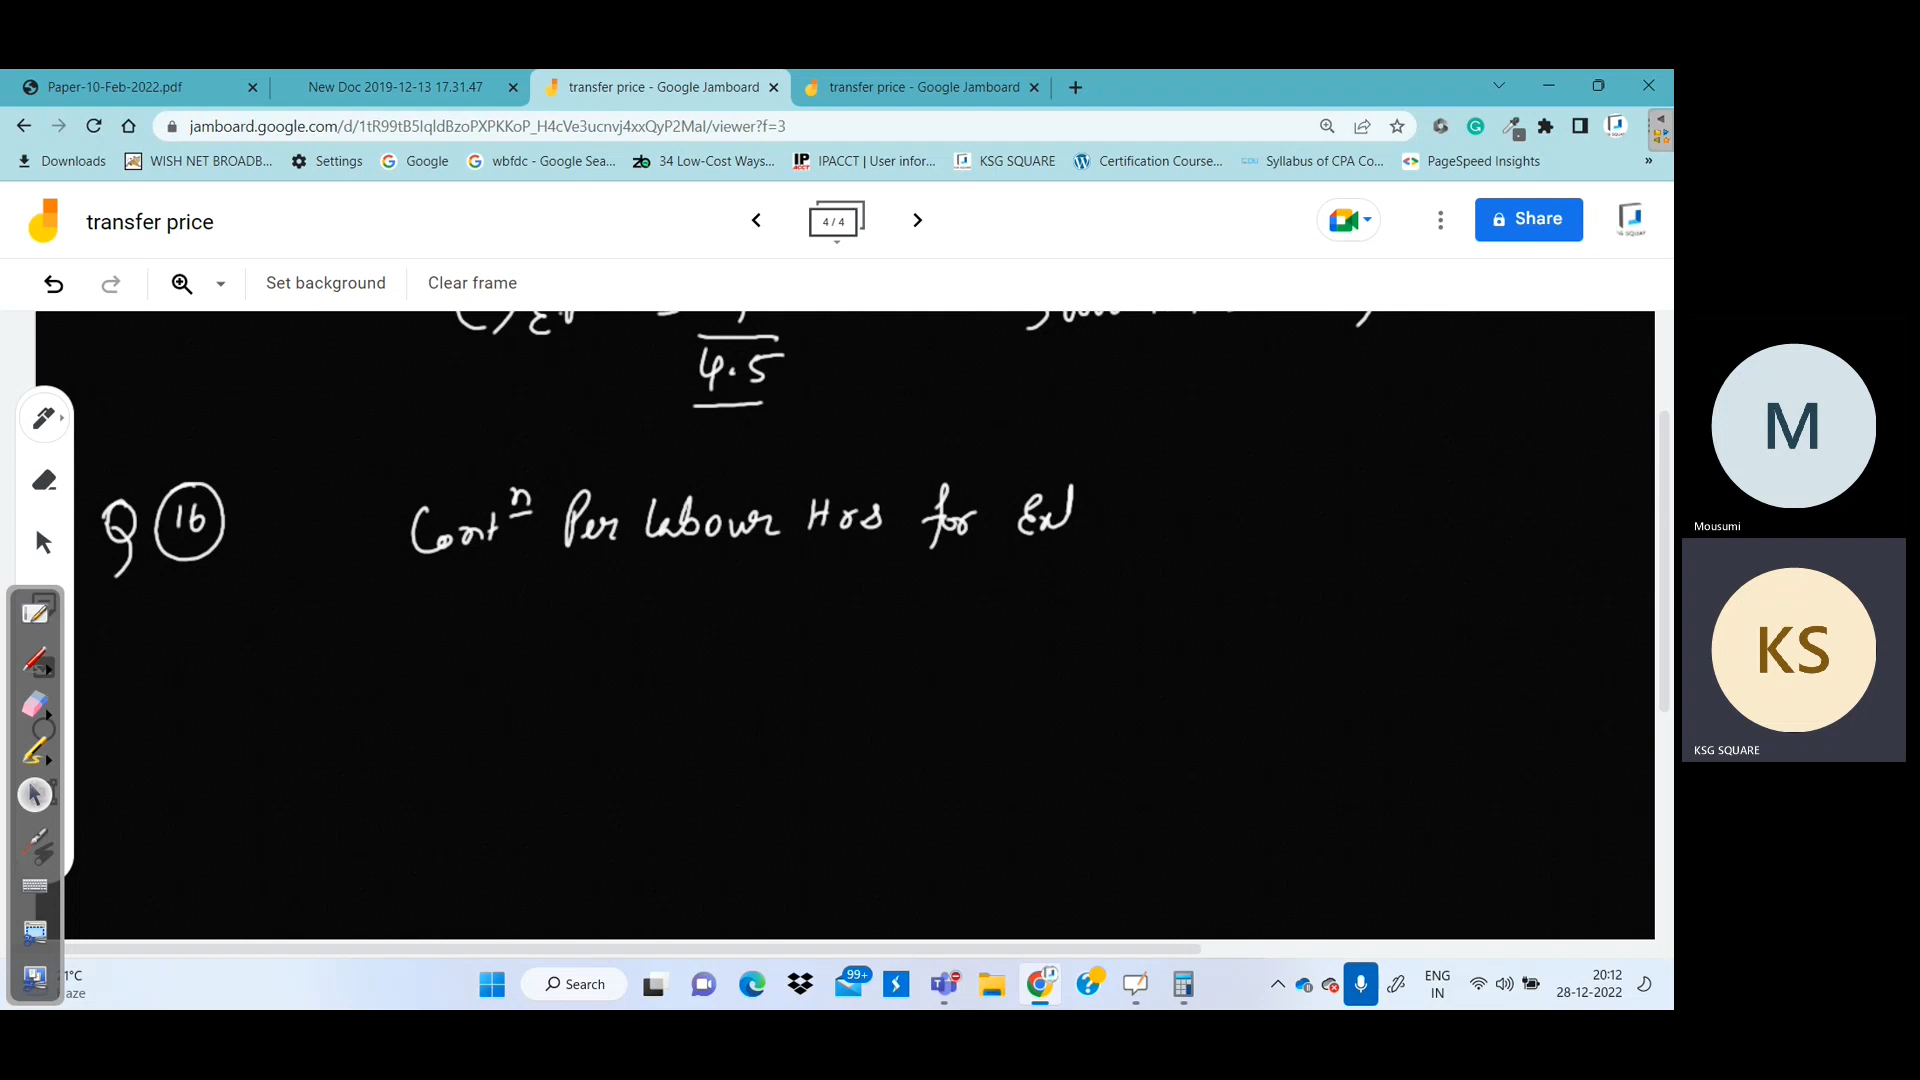 Paper-10-Feb-2022.pdf
New Doc 2019-12-13 17.31.47
transfer price - Google Jamboard
transfer price - Google Jamboard
jamboard.google.com/d/1tR99tB5IqldBzoPXPKKoP_H4cVe3ucnvj4xxQyP2MaI/viewer?f=3
Downloads
WISH NET BROADB...
Settings
Google
wbfdc - Google Sea...
34 Low-Cost Ways...
IPACCT | User infor...
KSG SQUARE
Certification Course...
Syllabus of CPA Co...
PageSpeed Insights
»
transfer price
4 / 4
Share
Set background
Clear frame
4.5
Q 16 Contⁿ Per Labour Hrs for
M
Mousumi
KS
KSG SQUARE
1°C
aze
Search
99+
ENG
IN
20:12
28-12-2022